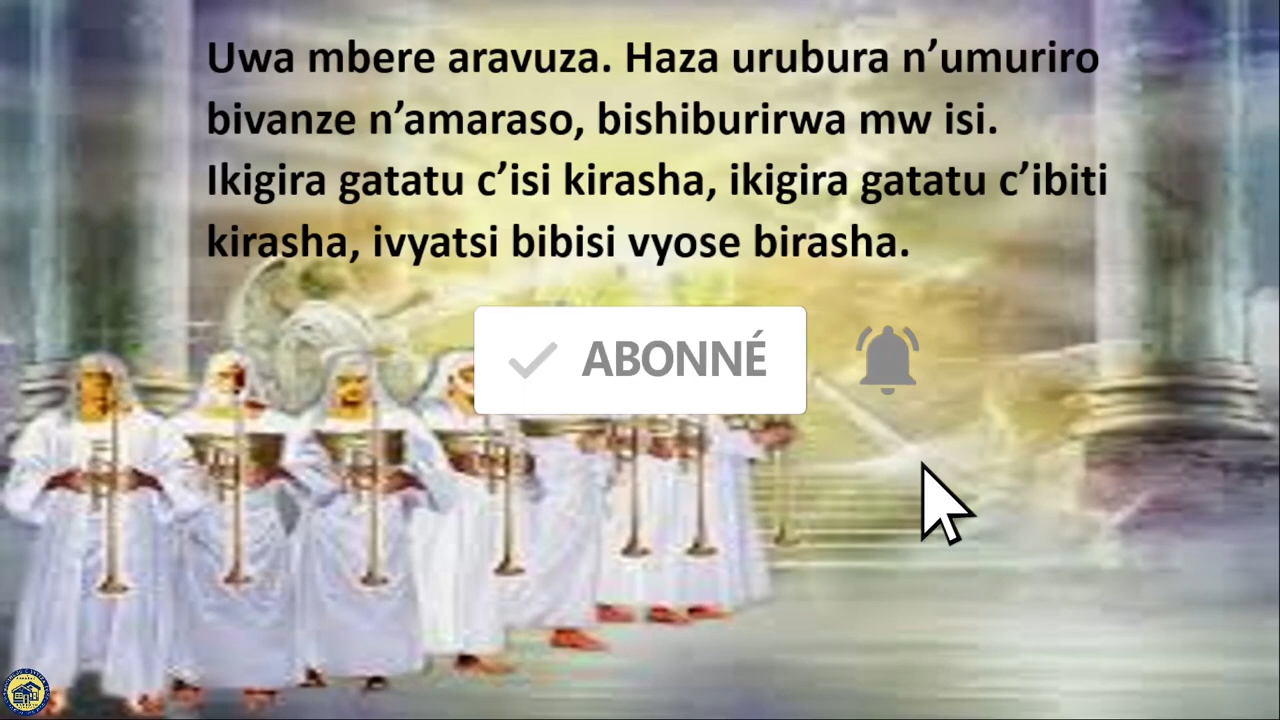 Uwa mbere aravuza. Haza urubura n’umuriro
bivanze n’amaraso, bishiburirwa mw isi.
Ikigira gatatu c’isi kirasha, ikigira gatatu c’ibiti
kirasha, ivyatsi bibisi vyose birasha.
ABONNÉ